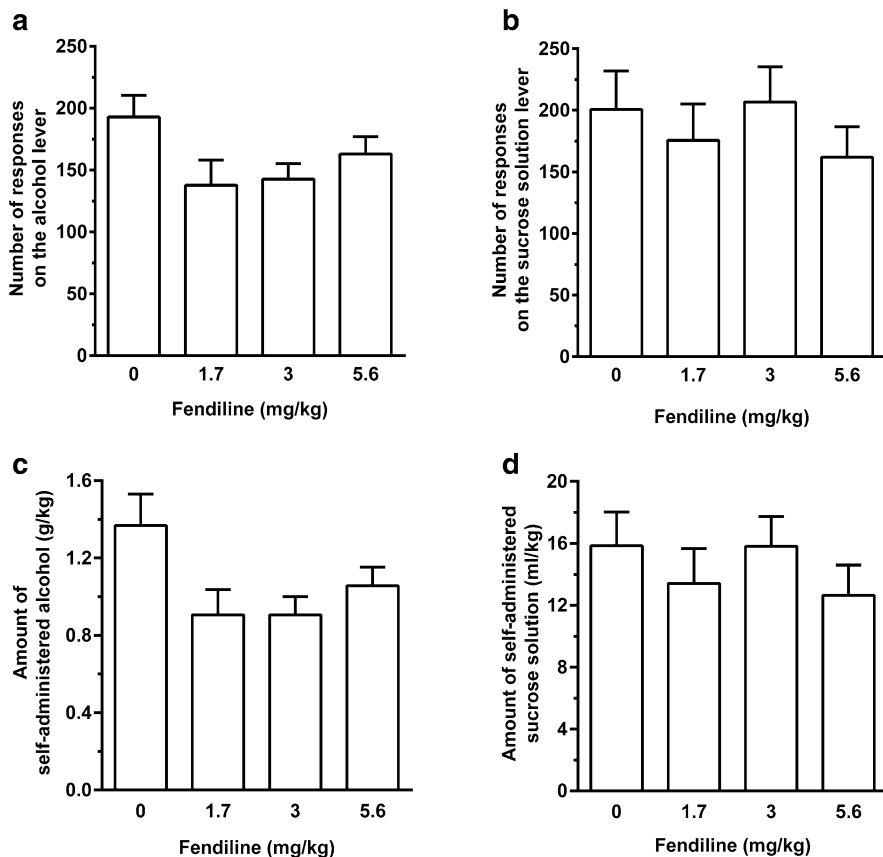 a
Number of responses
on the alcohol lever
250
200
150
100
50
0
0 1.7 3 5.6
Fendiline (mg/kg)
b
Number of responses
on the sucrose solution lever
250
200
150
200
250
0
0 1.7 3 5.6
Fendiline (mg/kg)
c
Amount of
self-administered alcohol (g/kg)
1.6
1.2
0.8
0.4
0.0
0 1.7 3 5.6
Fendiline (mg/kg)
d
Amount of self-administered
sucrose solution (ml/kg)
20
16
12
8
4
0
0 1.7 3 5.6
Fendiline (mg/kg)